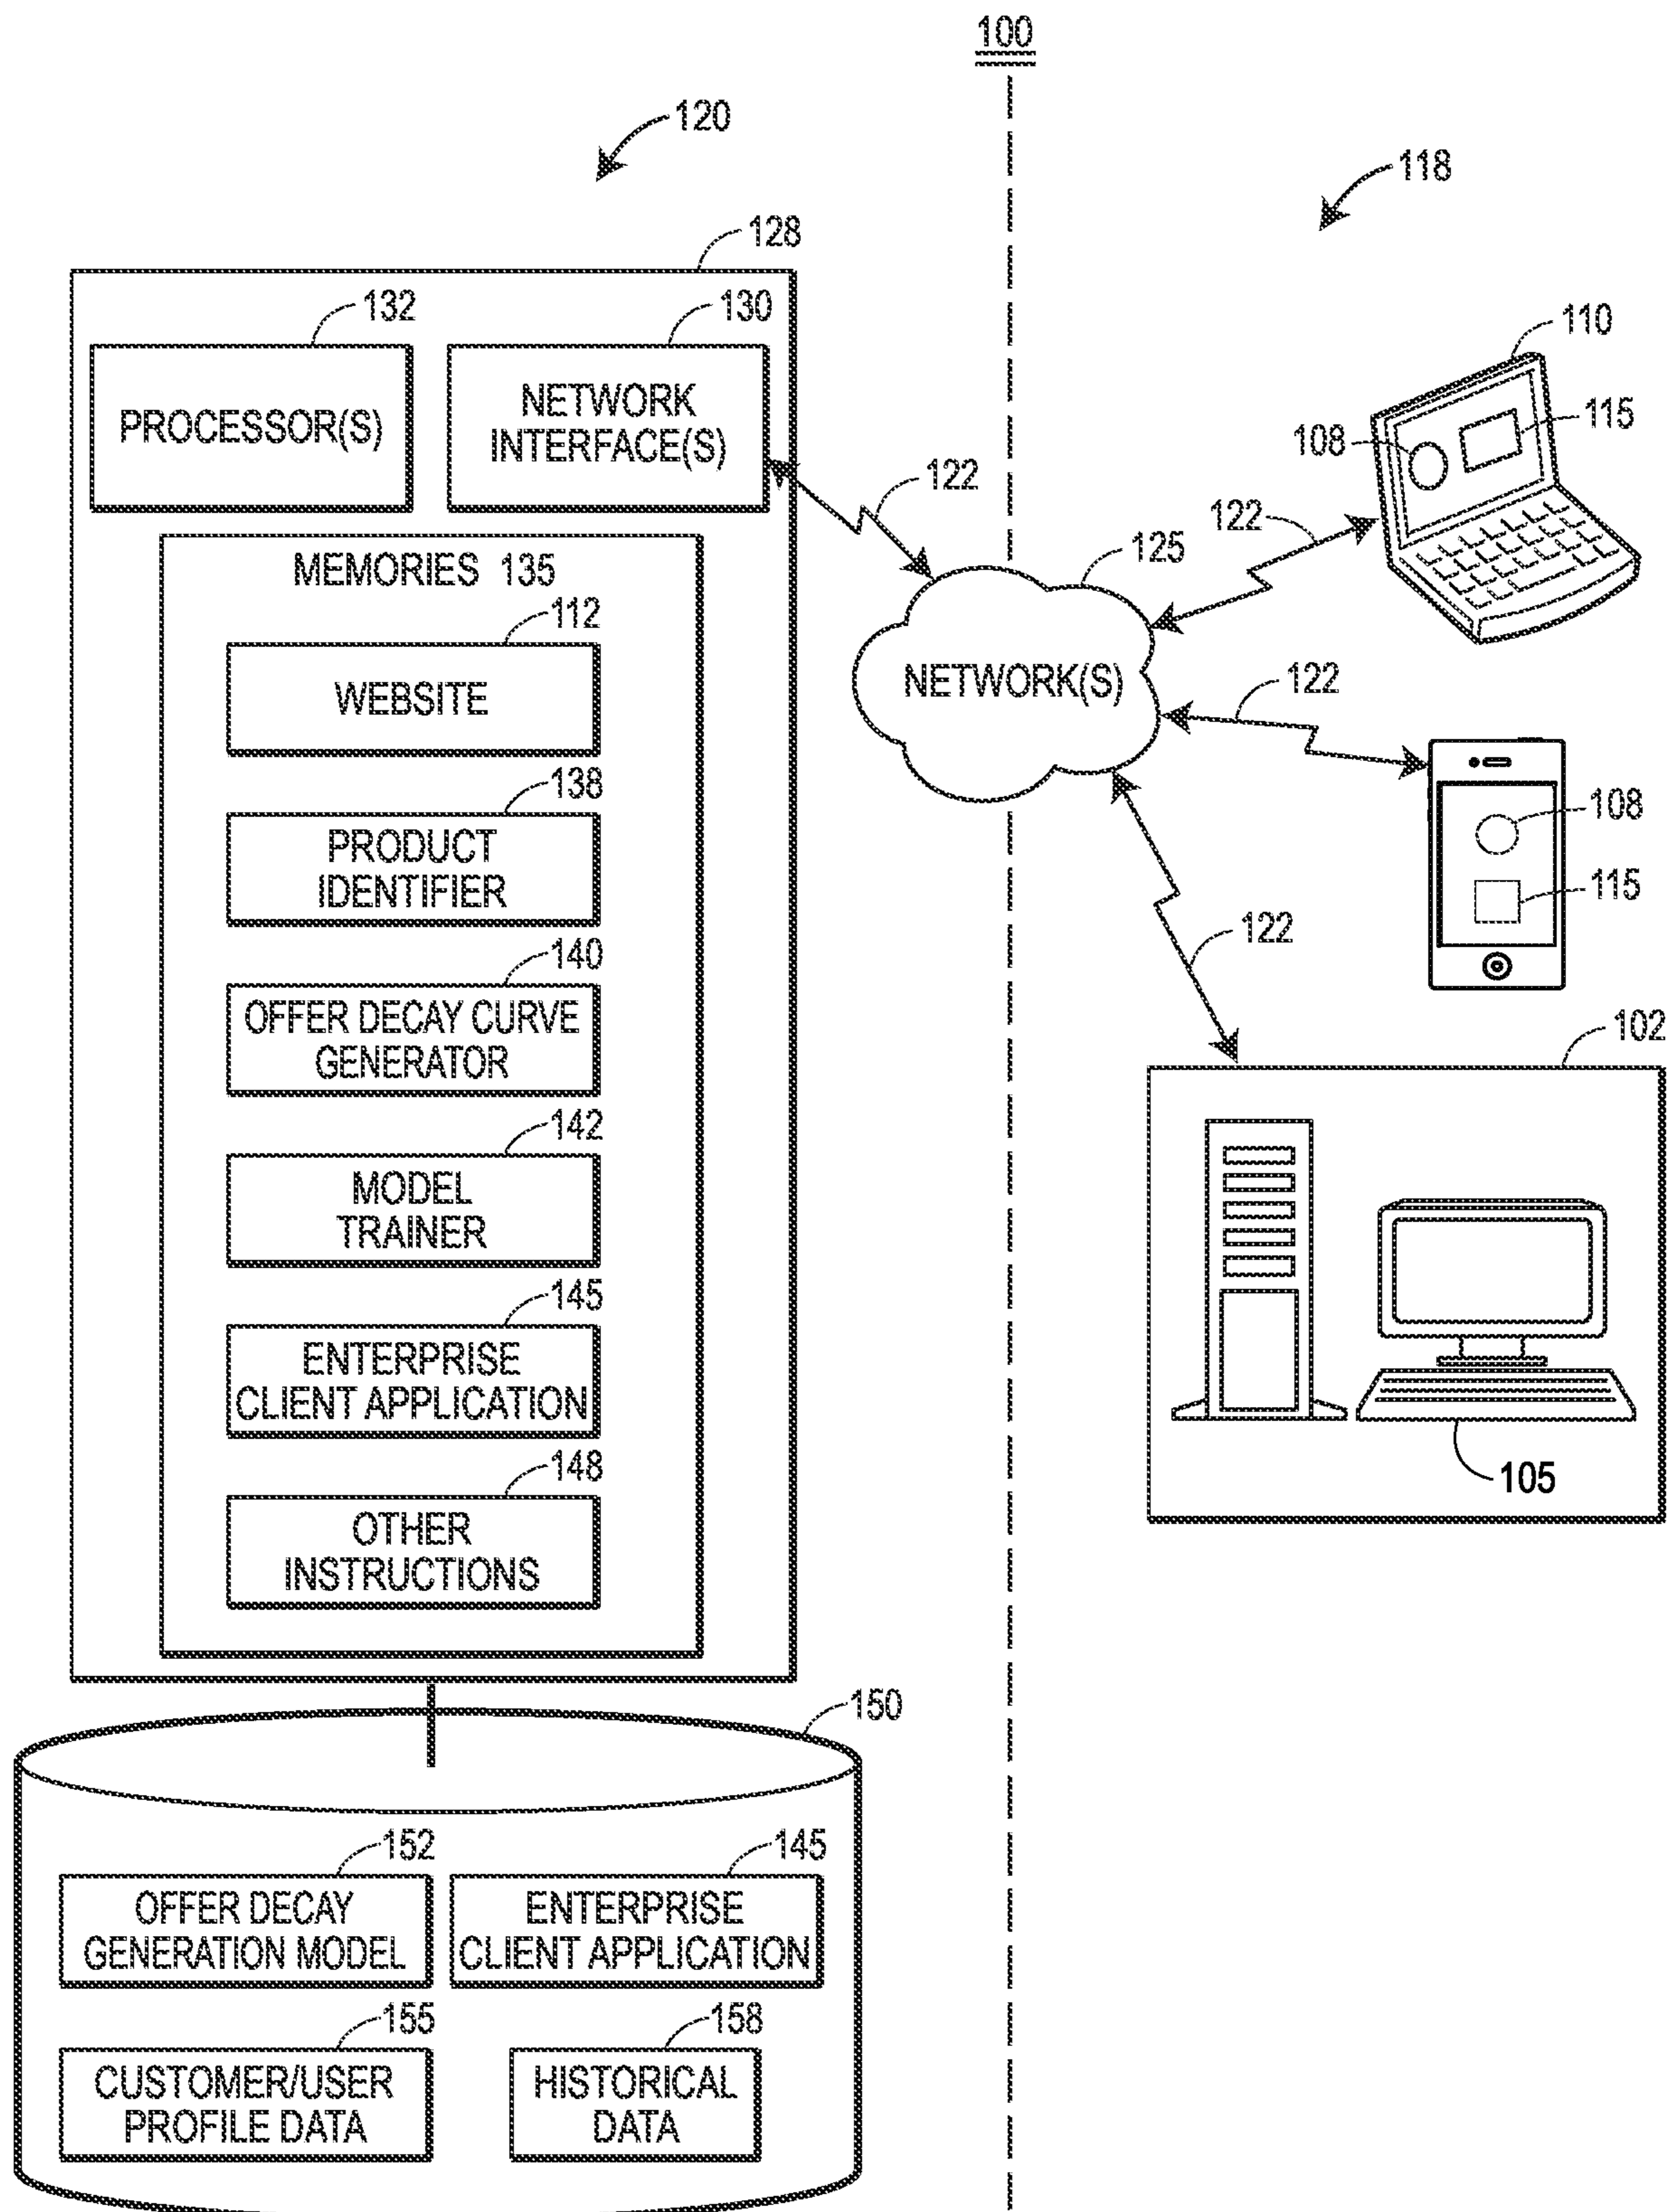 100
120
118
128
132
130
PROCESSOR(S)
NETWORK
INTERFACE(S)
122
110
108
115
122
MEMORIES 135
112
WEBSITE
125
NETWORK(S)
122
138
PRODUCT
IDENTIFIER
108
115
122
140
OFFER DECAY CURVE
GENERATOR
102
142
MODEL
TRAINER
145
ENTERPRISE
CLIENT APPLICATION
105
148
OTHER
INSTRUCTIONS
150
152
OFFER DECAY
GENERATION MODEL
145
ENTERPRISE
CLIENT APPLICATION
155
CUSTOMER/USER
PROFILE DATA
158
HISTORICAL
DATA